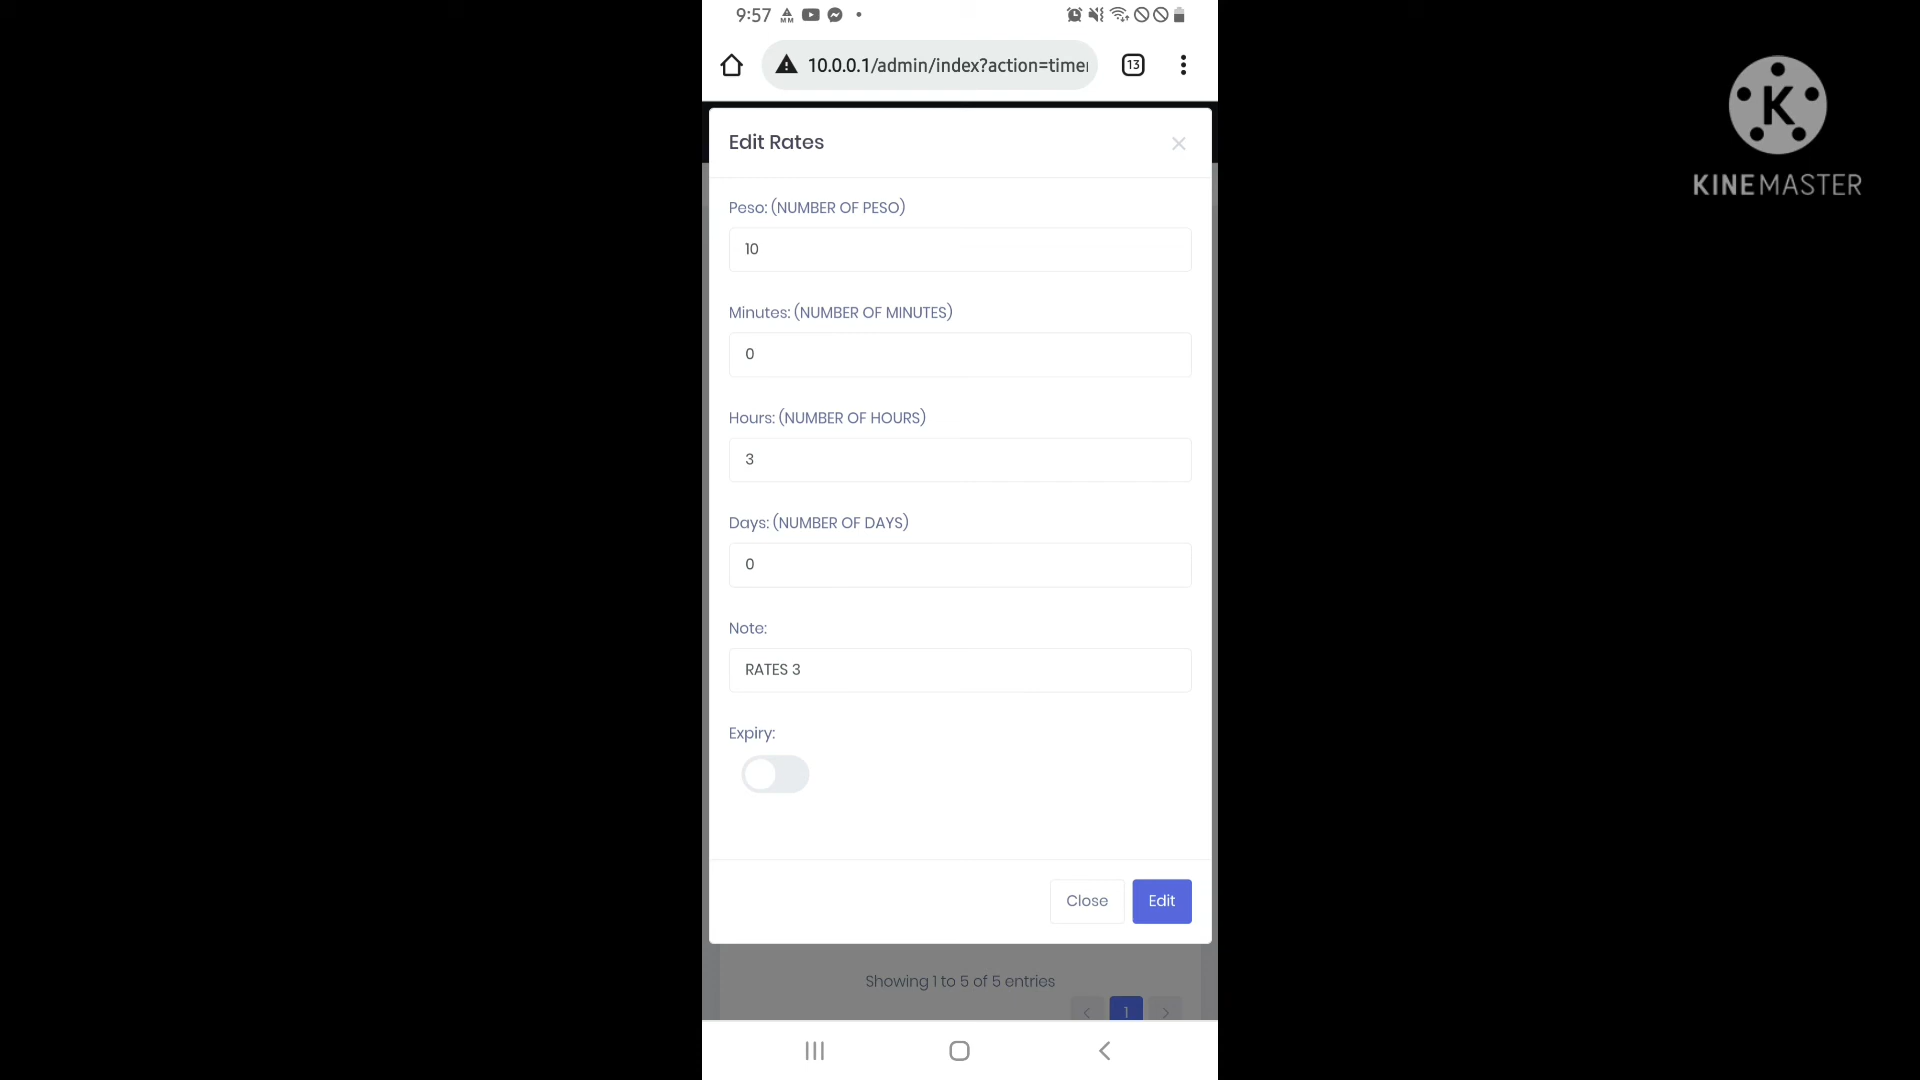 9:57
10.0.0.1/admin/index?action=timer
13
K
KINEMASTER
Edit Rates
Peso: (NUMBER OF PESO)
10
Minutes: (NUMBER OF MINUTES)
0
Hours: (NUMBER OF HOURS)
3
Days: (NUMBER OF DAYS)
0
Note:
RATES 3
Expiry:
Close Edit
Showing 1 to 5 of 5 entries
1